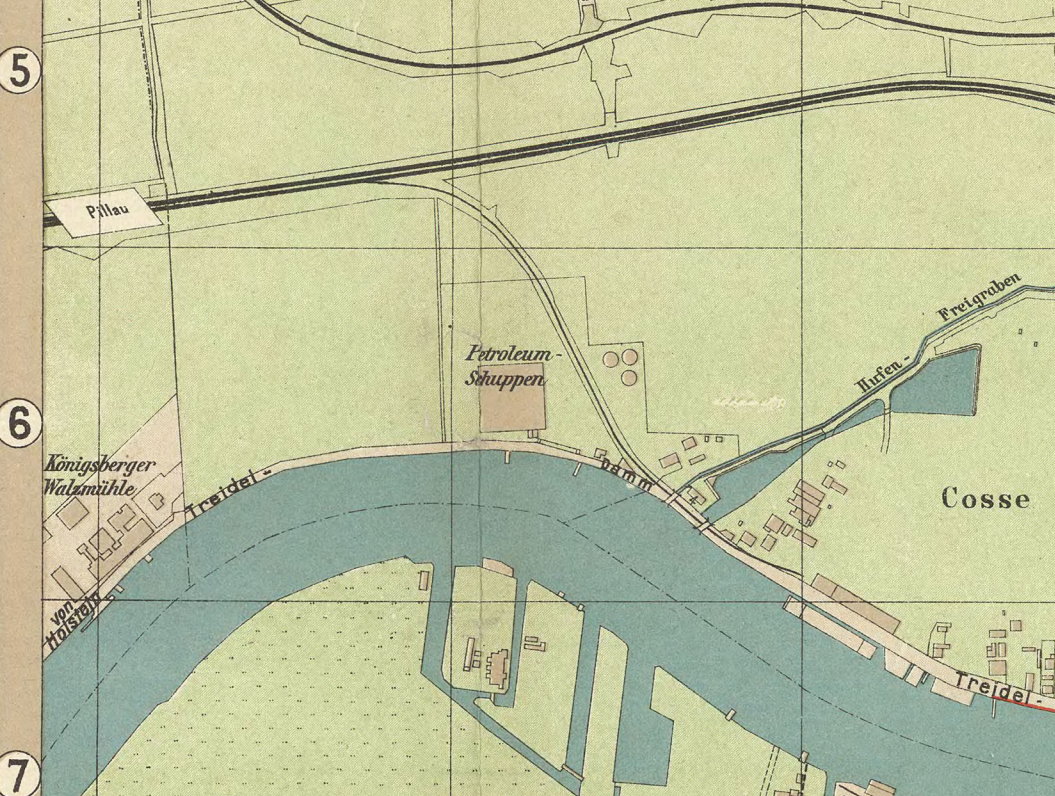 5
Pillau
Freigraben
Hufen-
Petroleum-
Schuppen
6
Königsberger
Walzmühle
Treidel-
damm
Cosse
von
Holstein
Treidel-
7